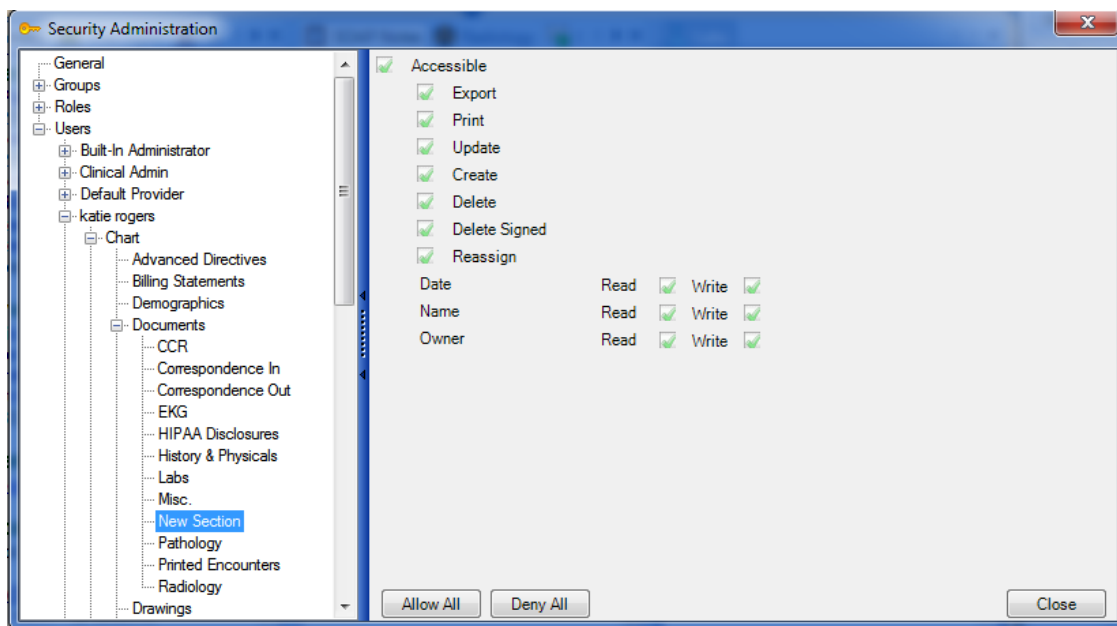 Security Administration
General
Groups
Roles
Users
Built-In Administrator
Clinical Admin
Default Provider
katie rogers
Chart
Advanced Directives
Billing Statements
Demographics
Documents
CCR
Correspondence In
Correspondence Out
EKG
HIPAA Disclosures
History & Physicals
Labs
Misc.
New Section
Pathology
Printed Encounters
Radiology
Drawings
Accessible
Export
Print
Update
Create
Delete
Delete Signed
Reassign
Date Read Write
Name Read Write
Owner Read Write
Allow All Deny All Close